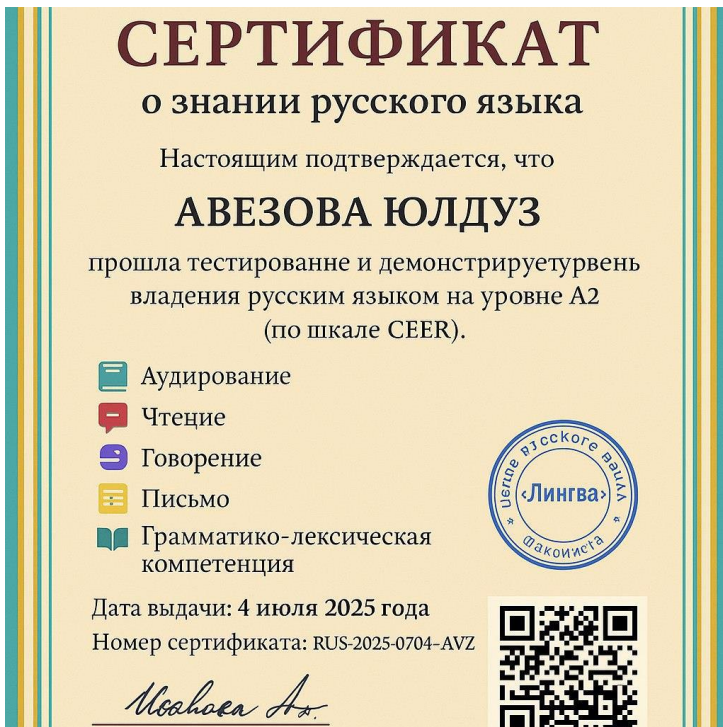 СЕРТИФИКАТ
о знании русского языка
Настоящим подтверждается, что
АВЕЗОВА ЮЛДУЗ
прошла тестированне и демонстрируетурвень
владения русским языком на уровне A2
(по шкале CEER).
Аудирование
Чтецие
Говорение
Письмо
Грамматико-лексическая
компетенция
‹Лингва›
Дата выдачи: 4 июля 2025 года
Номер сертификата: RUS-2025-0704–AVZ